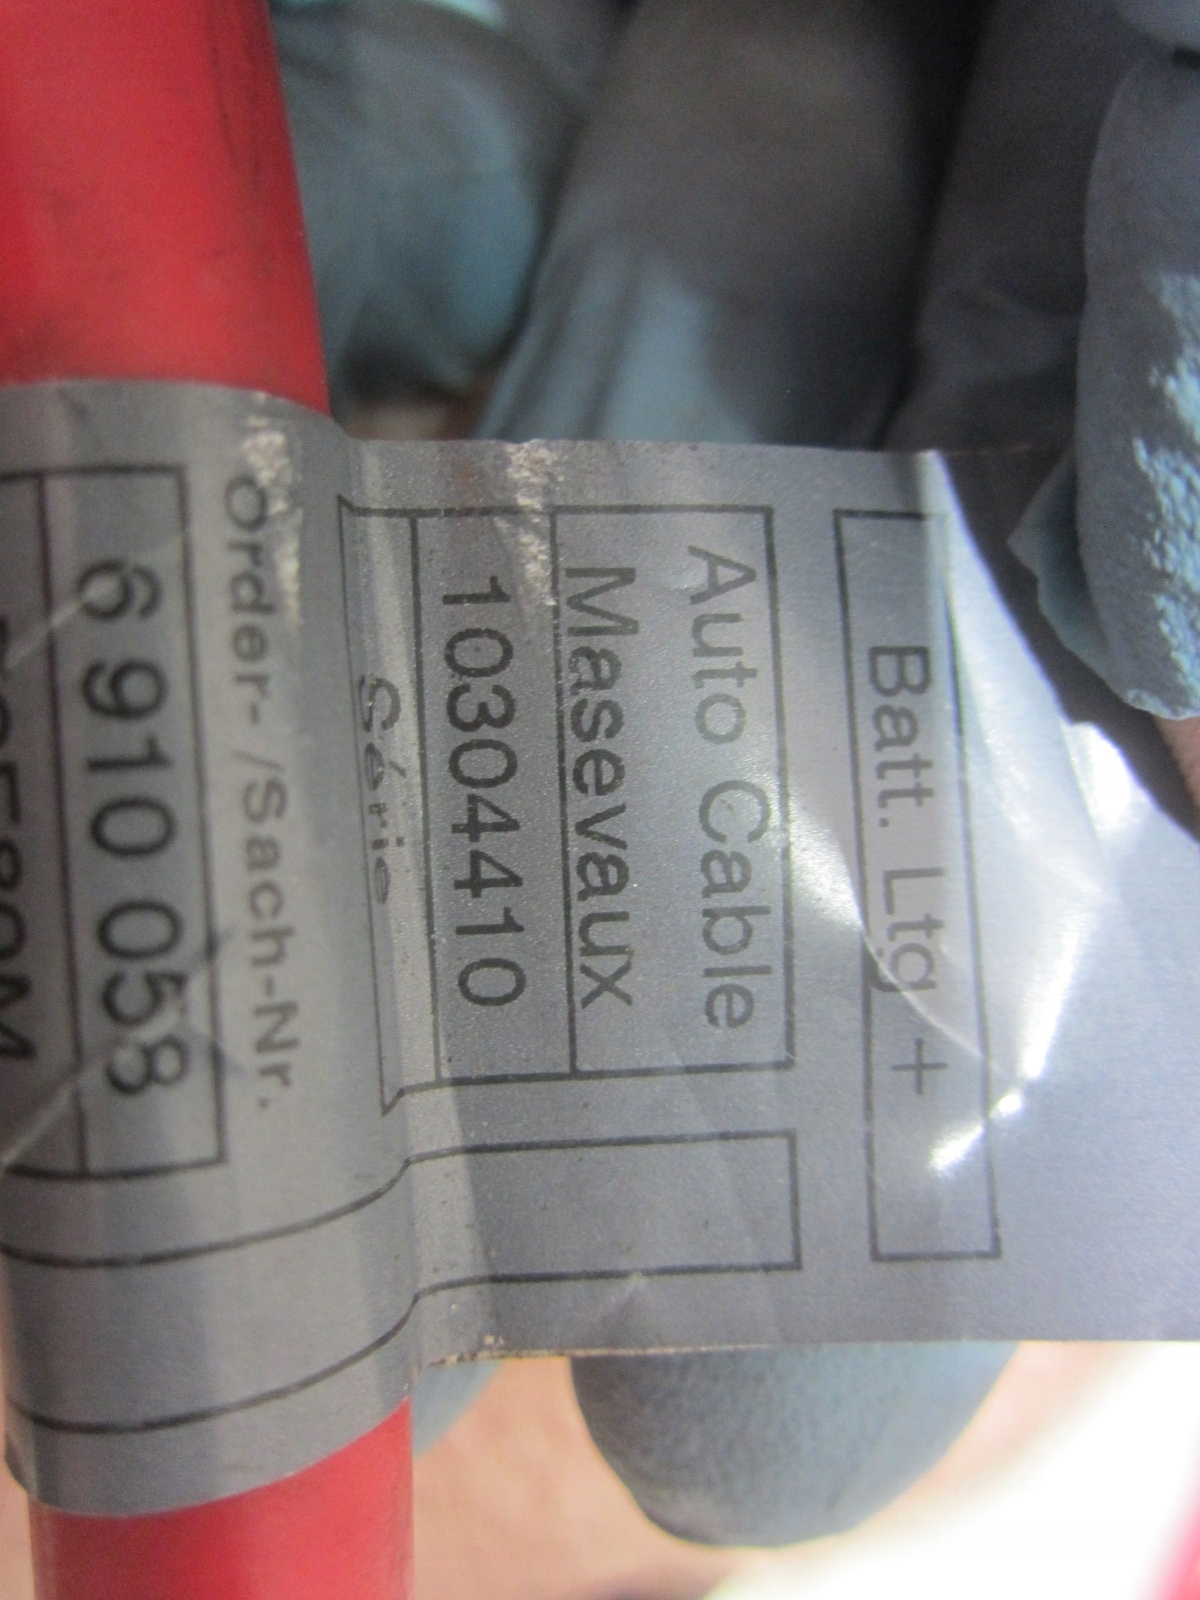 Batt. Ltg +
Auto Cable
Masevaux
10304410
Série
Order-/Sach-Nr.
6 910 058